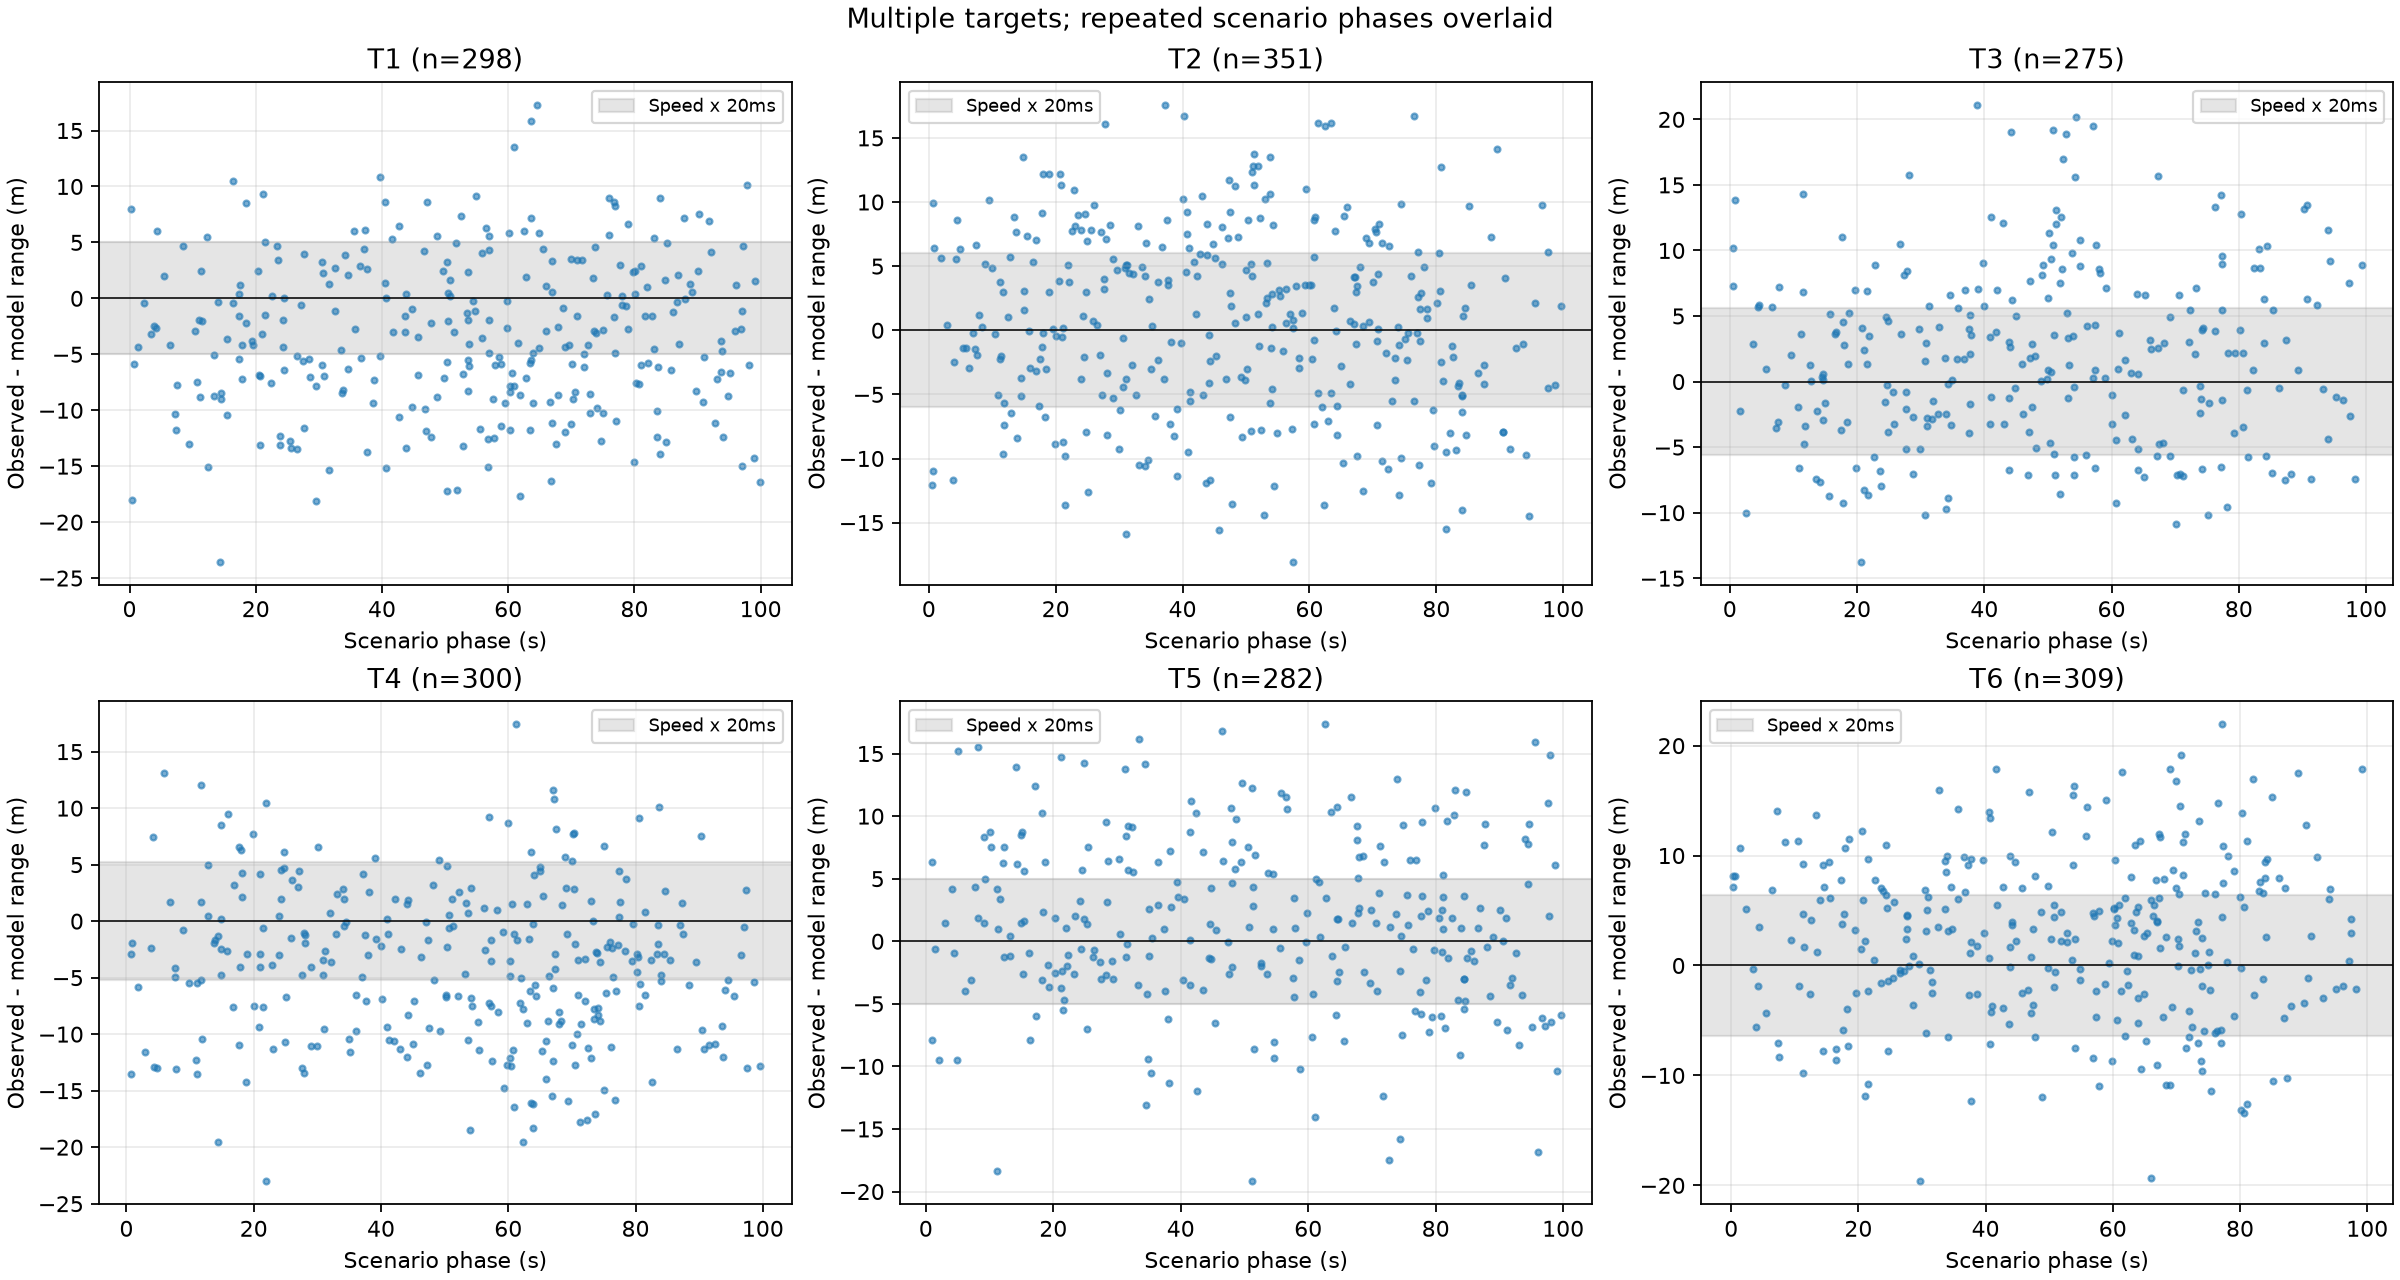 Multiple targets; repeated scenario phases overlaid
T1 (n=298)
Speed x 20ms
Observed - model range (m)
15
10
5
0
−5
−10
−15
−20
−25
0 20 40 60 80 100
Scenario phase (s)
T2 (n=351)
Speed x 20ms
Observed - model range (m)
15
10
5
0
−5
−10
−15
0 20 40 60 80 100
Scenario phase (s)
T3 (n=275)
Speed x 20ms
Observed - model range (m)
20
15
10
5
0
−5
−10
−15
0 20 40 60 80 100
Scenario phase (s)
T4 (n=300)
Speed x 20ms
Observed - model range (m)
15
10
5
0
−5
−10
−15
−20
−25
0 20 40 60 80 100
Scenario phase (s)
T5 (n=282)
Speed x 20ms
Observed - model range (m)
15
10
5
0
−5
−10
−15
−20
0 20 40 60 80 100
Scenario phase (s)
T6 (n=309)
Speed x 20ms
Observed - model range (m)
20
10
0
−10
−20
0 20 40 60 80 100
Scenario phase (s)